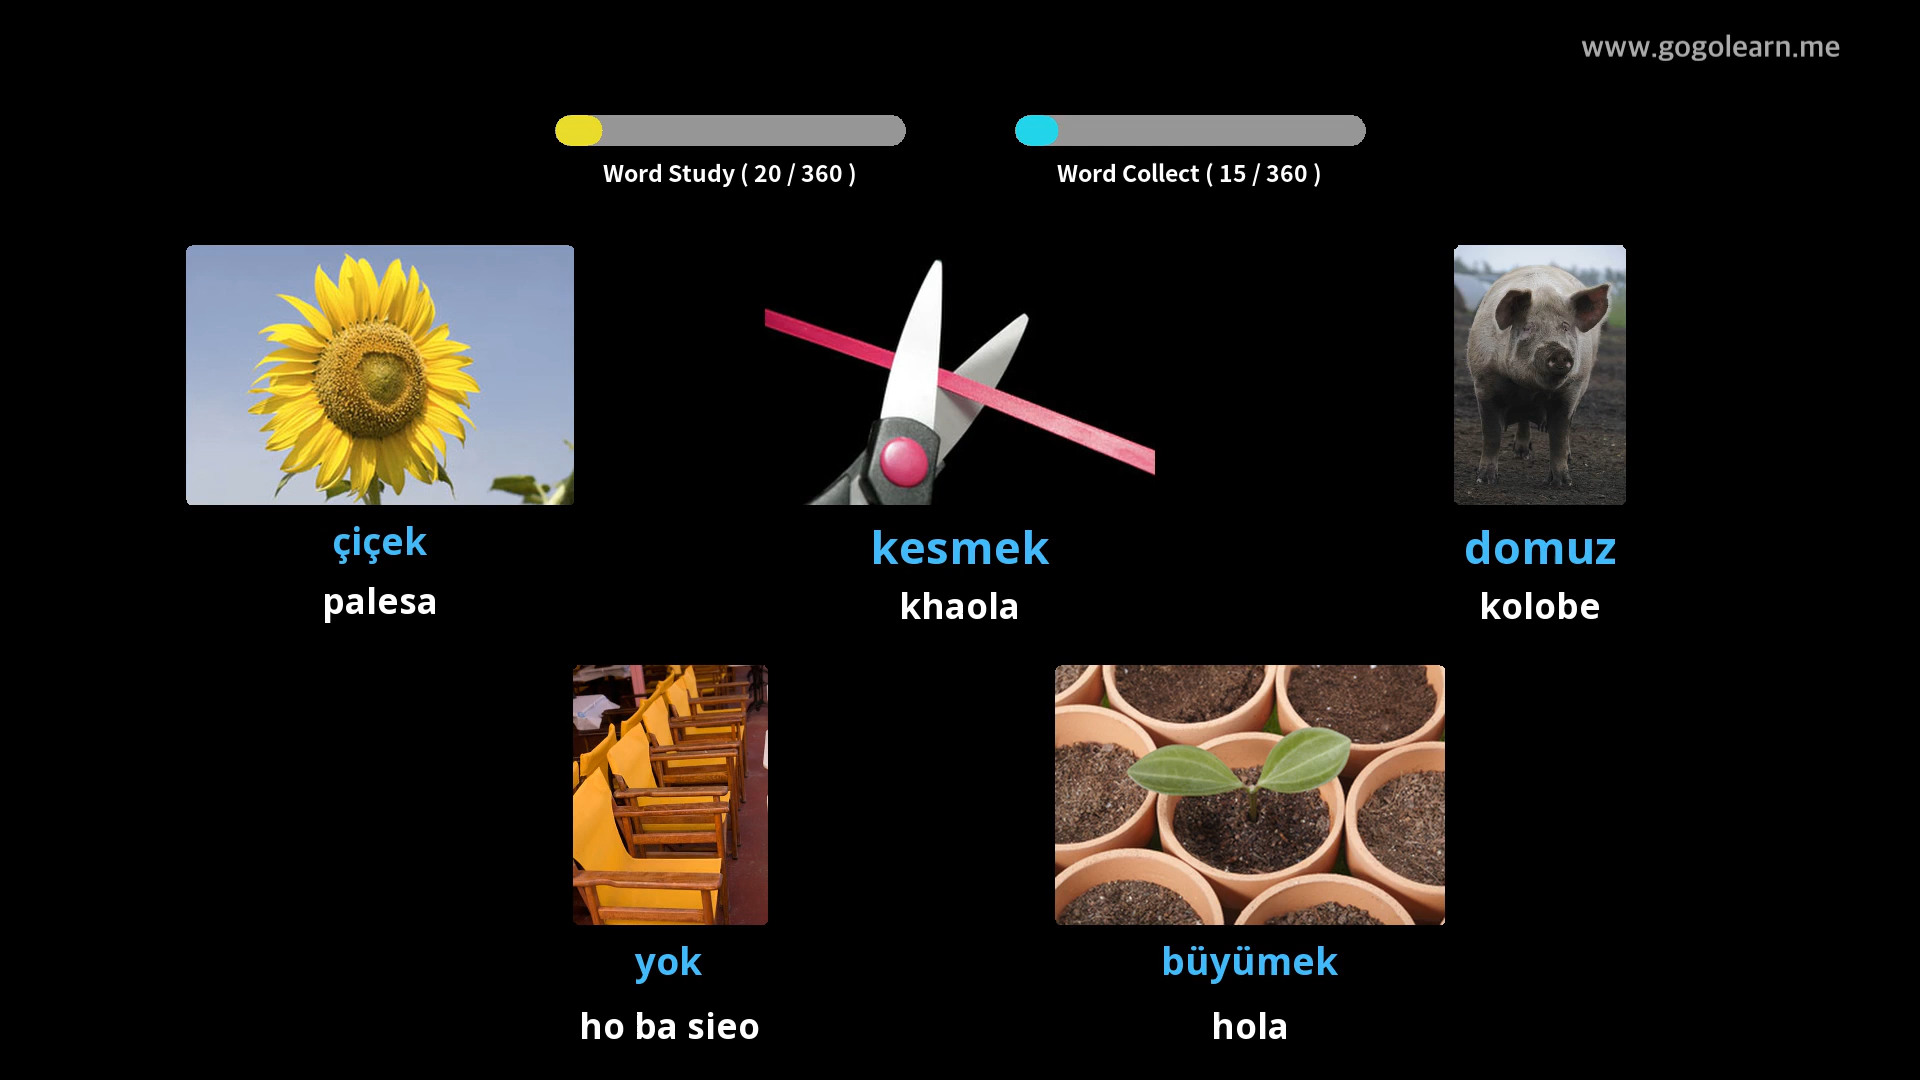 www.gogolearn.me
Word Study ( 20 / 360 )
Word Collect ( 15 / 360 )
çiçek
palesa
kesmek
khaola
domuz
kolobe
yok
ho ba sieo
büyümek
hola